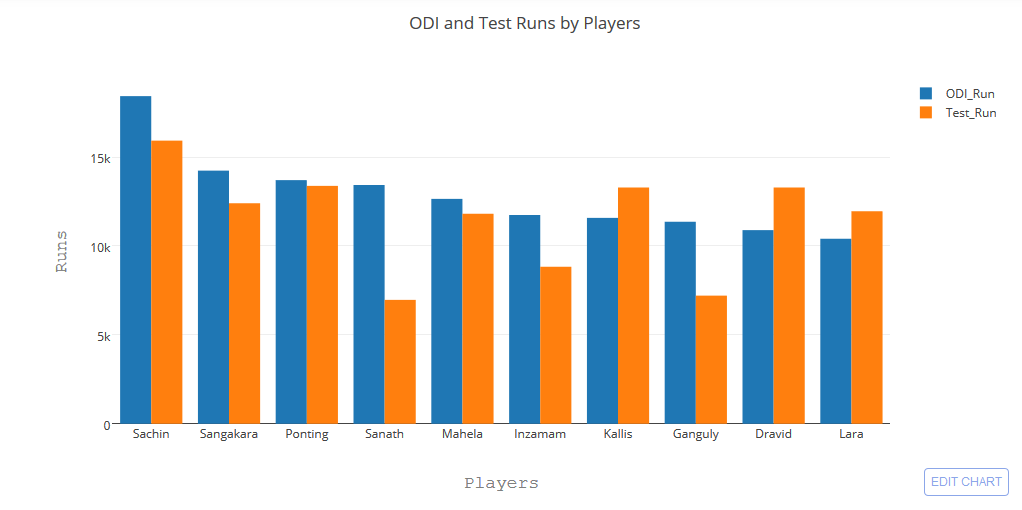 ODI and Test Runs by Players
ODI_Run
Test_Run
Runs
15k
10k
5k
0
Sachin Sangakara Ponting Sanath Mahela Inzamam Kallis Ganguly Dravid Lara
Players
EDIT CHART